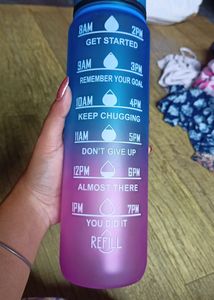 8AM 2PM
GET STARTED
9AM 3PM
REMEMBER YOUR GOAL
10AM 4PM
KEEP CHUGGING
11AM 5PM
DON'T GIVE UP
12PM 6PM
ALMOST THERE
1PM 7PM
YOU DID IT
REFILL